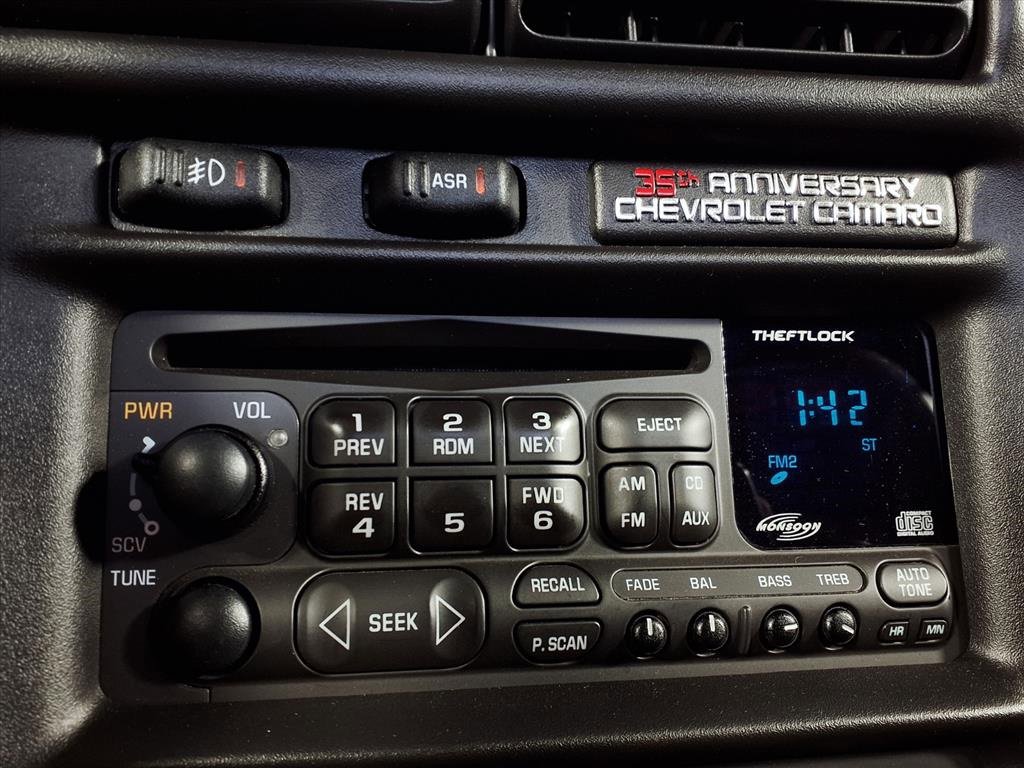 ASR
35th ANNIVERSARY
CHEVROLET CAMARO
THEFTLOCK
PWR
VOL
1
PREV
2
RDM
3
NEXT
EJECT
1:42
ST
FM2
REV
4
5
FWD
6
AM
FM
CD
AUX
MONSOON
COMPACT
disc
DIGITAL AUDIO
SCV
TUNE
SEEK
RECALL
P.SCAN
FADE BAL BASS TREB
AUTO
TONE
HR
MN